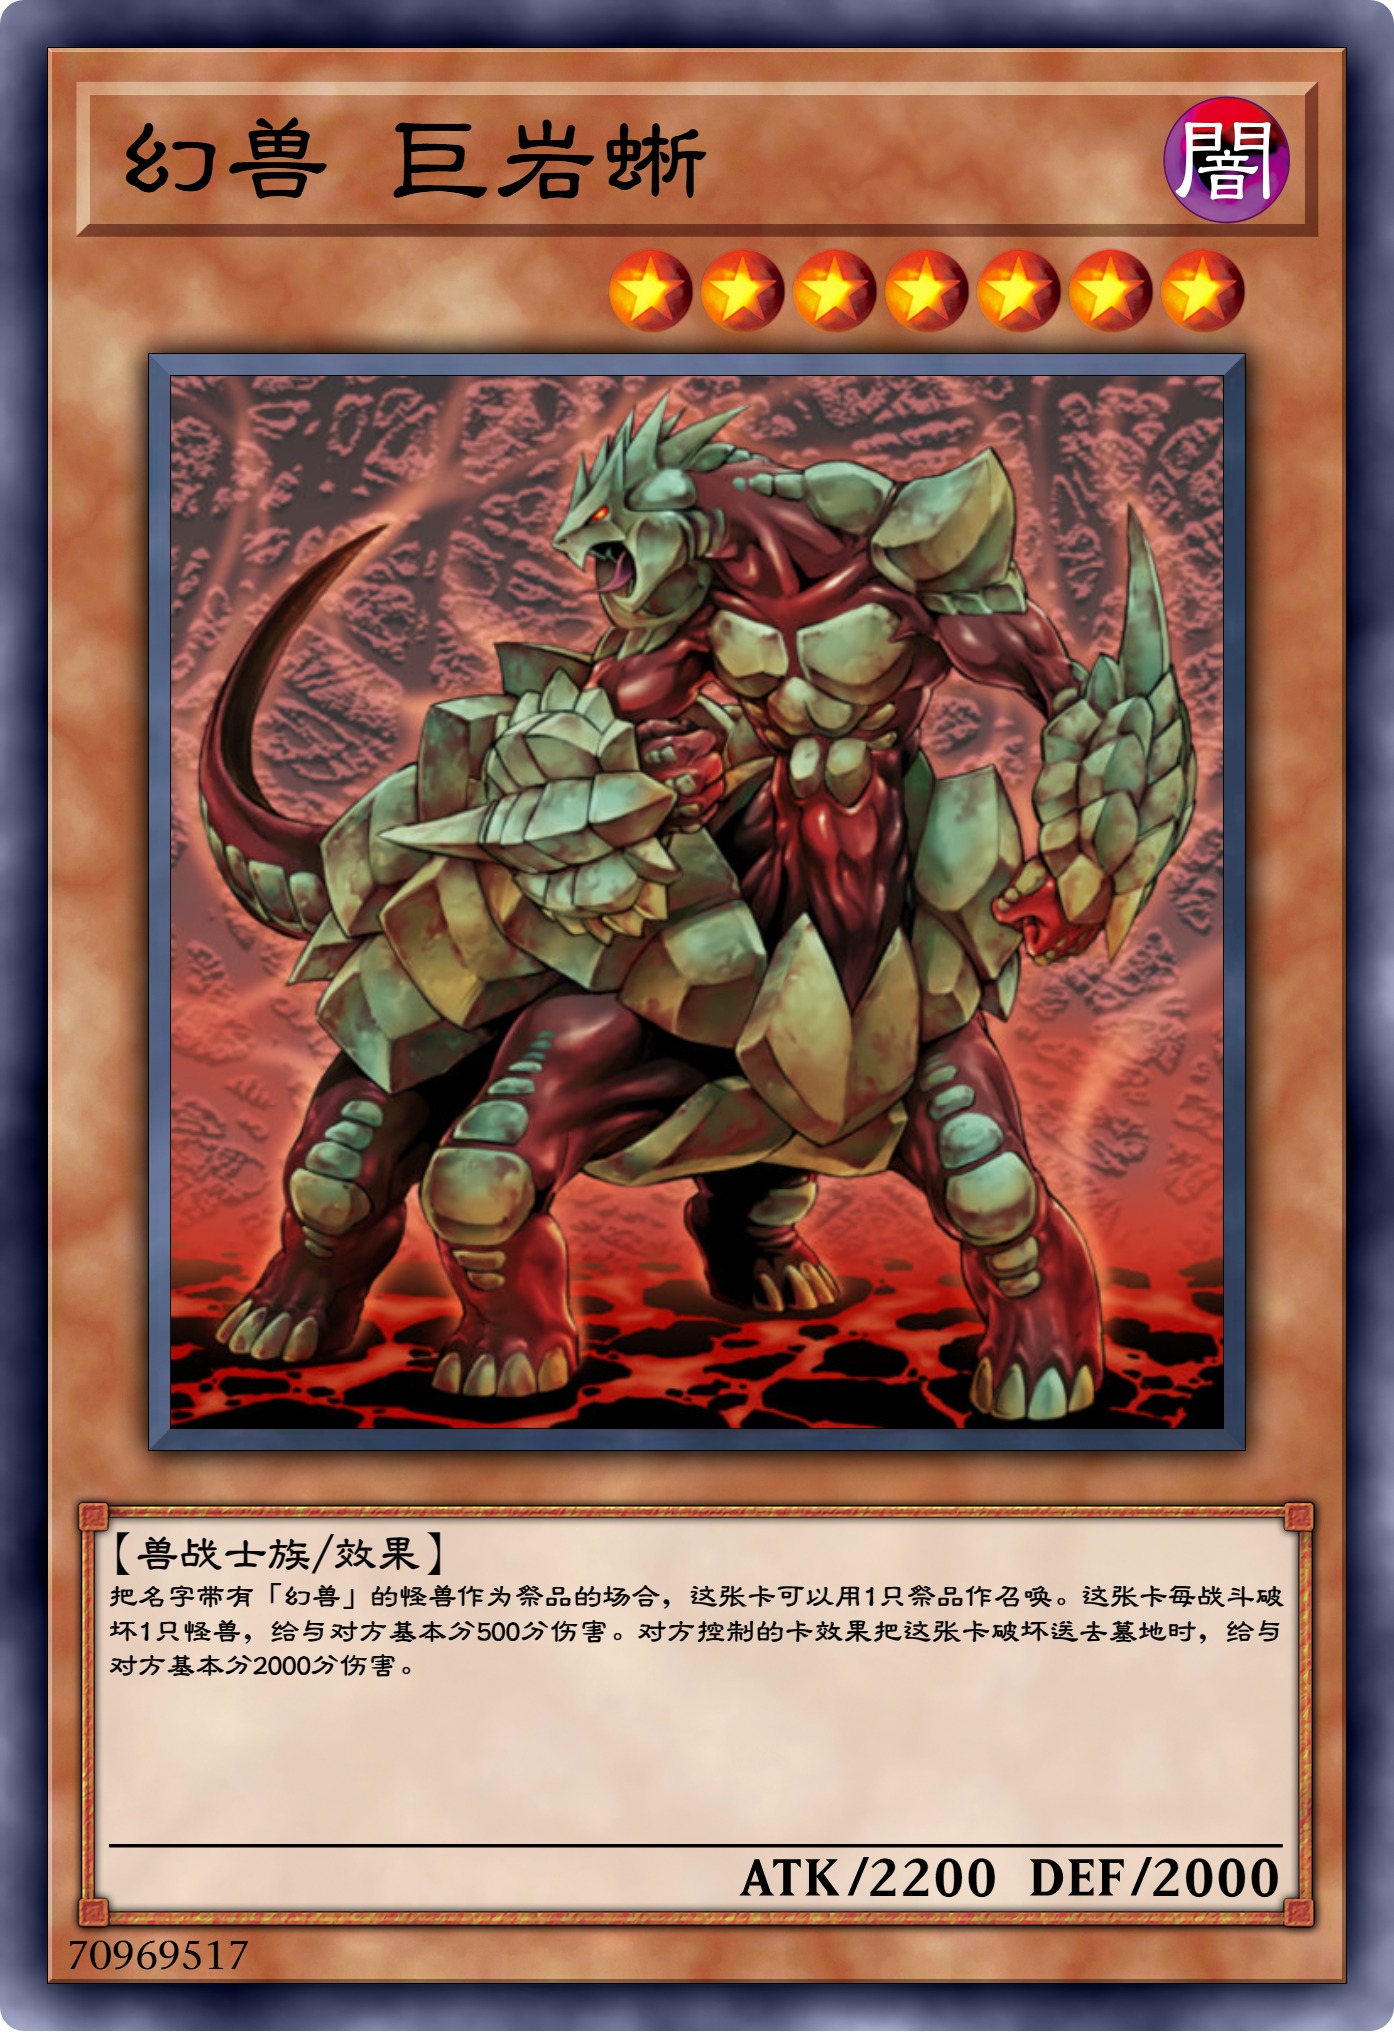 幻兽 巨岩蜥
闇
【兽战士族/效果】
把名字带有「幻兽」的怪兽作为祭品的场合，这张卡可以用1只祭品作召唤。这张卡每战斗破
坏1只怪兽，给与对方基本分500分伤害。对方控制的卡效果把这张卡破坏送去墓地时，给与
对方基本分2000分伤害。
ATK/2200 DEF/2000
70969517